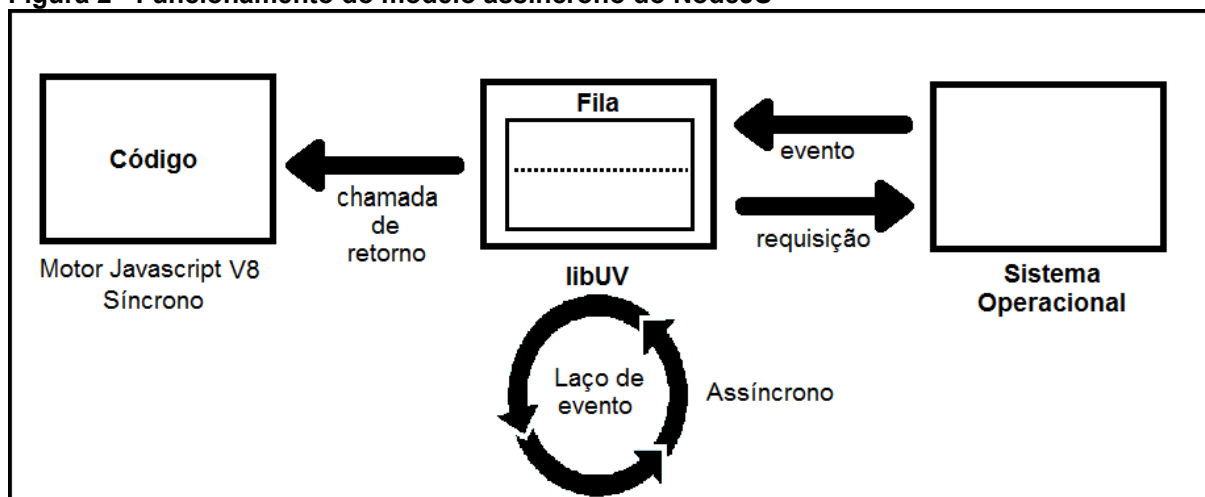 Figura 2 - Funcionamento do modelo assíncrono do NodeJS
Código
Motor Javascript V8
Síncrono
chamada
de
retorno
Fila
libUV
Laço de
evento
Assíncrono
evento
requisição
Sistema
Operacional